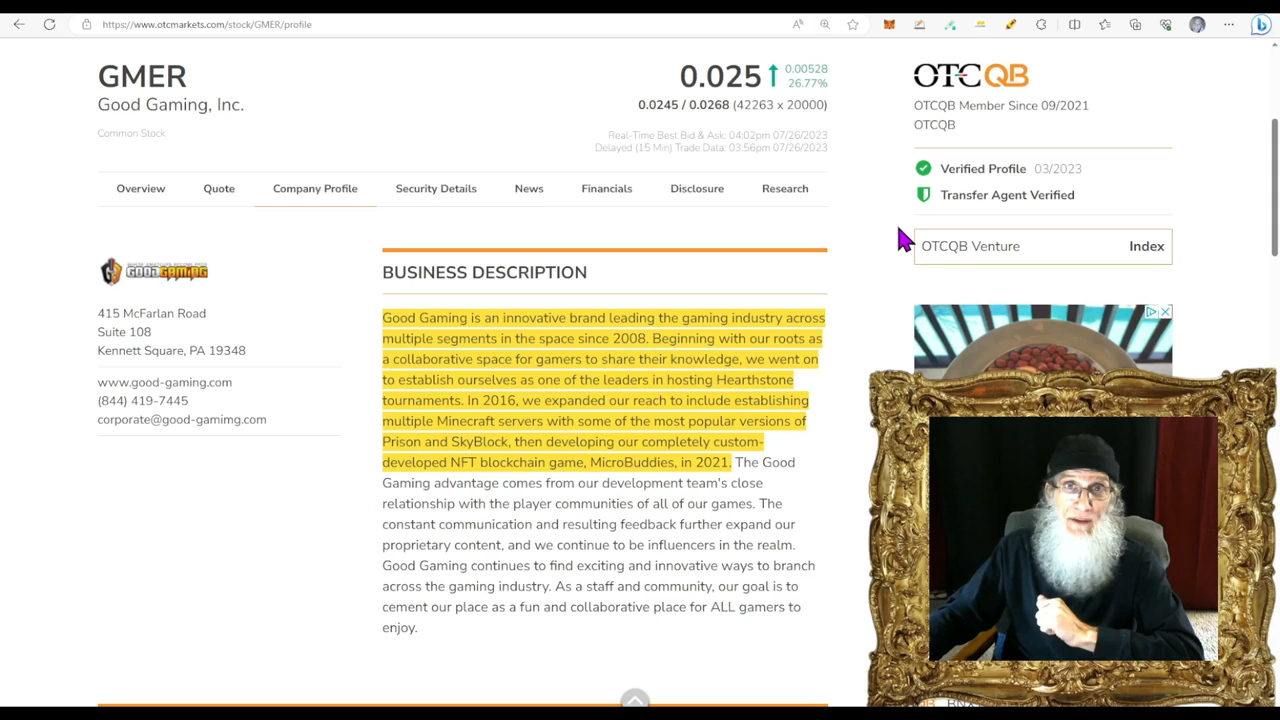 https://www.otcmarkets.com/stock/GMER/profile
GMER
Good Gaming, Inc.
Common Stock
0.025
0.00528
26.77%
0.0245 / 0.0268 (42263 x 20000)
Real-Time Best Bid & Ask: 04:02pm 07/26/2023
Delayed (15 Min) Trade Data: 03:56pm 07/26/2023
OTCQB
OTCQB Member Since 09/2021
OTCQB
Verified Profile 03/2023
Transfer Agent Verified
OTCQB Venture Index
Overview Quote Company Profile Security Details News Financials Disclosure Research
GOODGAMING
415 McFarlan Road
Suite 108
Kennett Square, PA 19348
www.good-gaming.com
(844) 419-7445
corporate@good-gamimg.com
BUSINESS DESCRIPTION
Good Gaming is an innovative brand leading the gaming industry across
multiple segments in the space since 2008. Beginning with our roots as
a collaborative space for gamers to share their knowledge, we went on
to establish ourselves as one of the leaders in hosting Hearthstone
tournaments. In 2016, we expanded our reach to include establishing
multiple Minecraft servers with some of the most popular versions of
Prison and SkyBlock, then developing our completely custom-
developed NFT blockchain game, MicroBuddies, in 2021. The Good
Gaming advantage comes from our development team's close
relationship with the player communities of all of our games. The
constant communication and resulting feedback further expand our
proprietary content, and we continue to be influencers in the realm.
Good Gaming continues to find exciting and innovative ways to branch
across the gaming industry. As a staff and community, our goal is to
cement our place as a fun and collaborative place for ALL gamers to
enjoy.